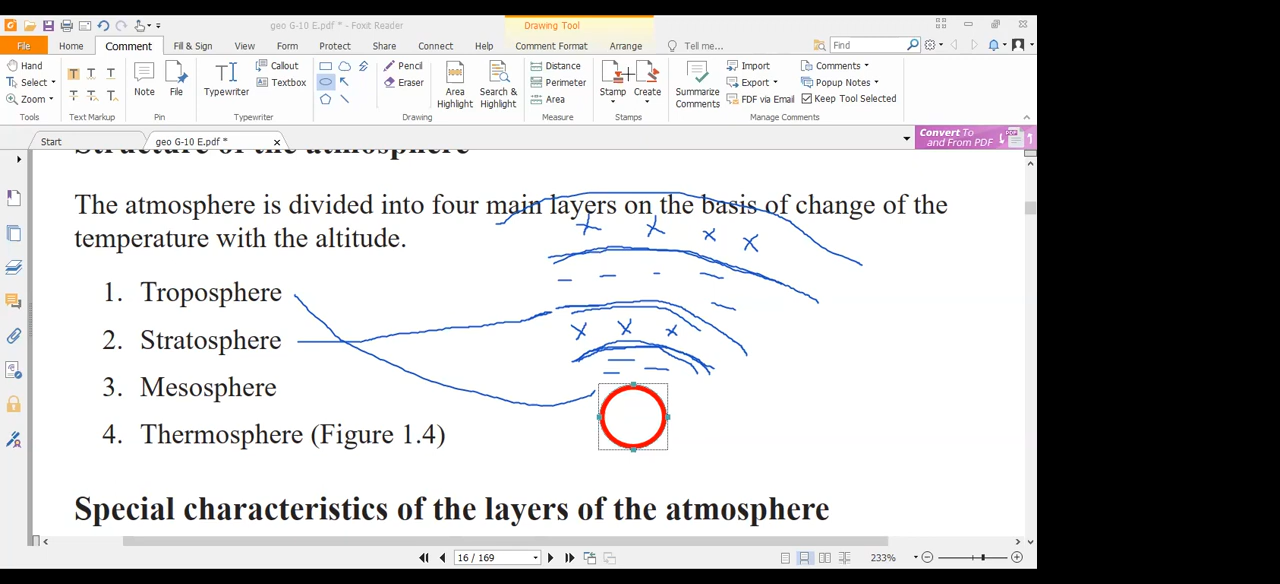 geo G-10 E.pdf * - Foxit Reader
Drawing Tool
File Home Comment Fill & Sign View Form Protect Share Connect Help Comment Format Arrange Tell me... Find
Hand
Select
Zoom
Tools
Text Markup
Note
File
Pin
Typewriter
Callout
Textbox
Typewriter
Pencil
Eraser
Drawing
Area Highlight
Search & Highlight
Distance
Perimeter
Area
Measure
Stamp
Create
Stamps
Summarize Comments
Import
Export
FDF via Email
Comments
Popup Notes
Keep Tool Selected
Manage Comments
Start geo G-10 E.pdf *
Convert To
and From PDF
Structure of the atmosphere
The atmosphere is divided into four main layers on the basis of change of the
temperature with the altitude.
1. Troposphere
2. Stratosphere
3. Mesosphere
4. Thermosphere (Figure 1.4)
Special characteristics of the layers of the atmosphere
16 / 169
233%